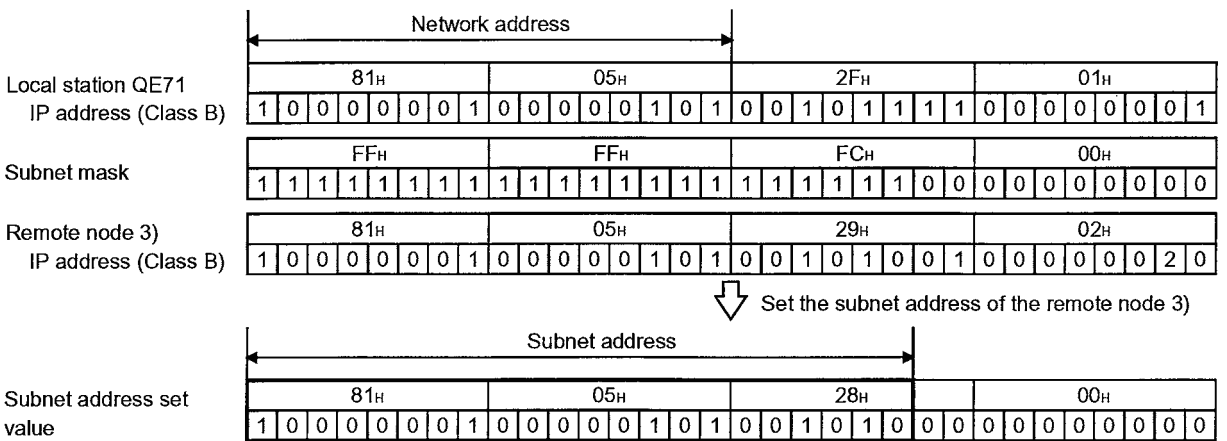 Network address
Local station QE71
IP address (Class B)
81H 05H 2FH 01H
1 0 0 0 0 0 0 1 0 0 0 0 0 1 0 1 0 0 1 0 1 1 1 1 0 0 0 0 0 0 0 1
Subnet mask
FFH FFH FCH 00H
1 1 1 1 1 1 1 1 1 1 1 1 1 1 1 1 1 1 1 1 1 1 0 0 0 0 0 0 0 0 0 0
Remote node 3)
IP address (Class B)
81H 05H 29H 02H
1 0 0 0 0 0 0 1 0 0 0 0 0 1 0 1 0 0 1 0 1 0 0 1 0 0 0 0 0 0 2 0
Set the subnet address of the remote node 3)
Subnet address
Subnet address set
value
81H 05H 28H 00H
1 0 0 0 0 0 0 1 0 0 0 0 0 1 0 1 0 0 1 0 1 0 0 0 0 0 0 0 0 0 0 0